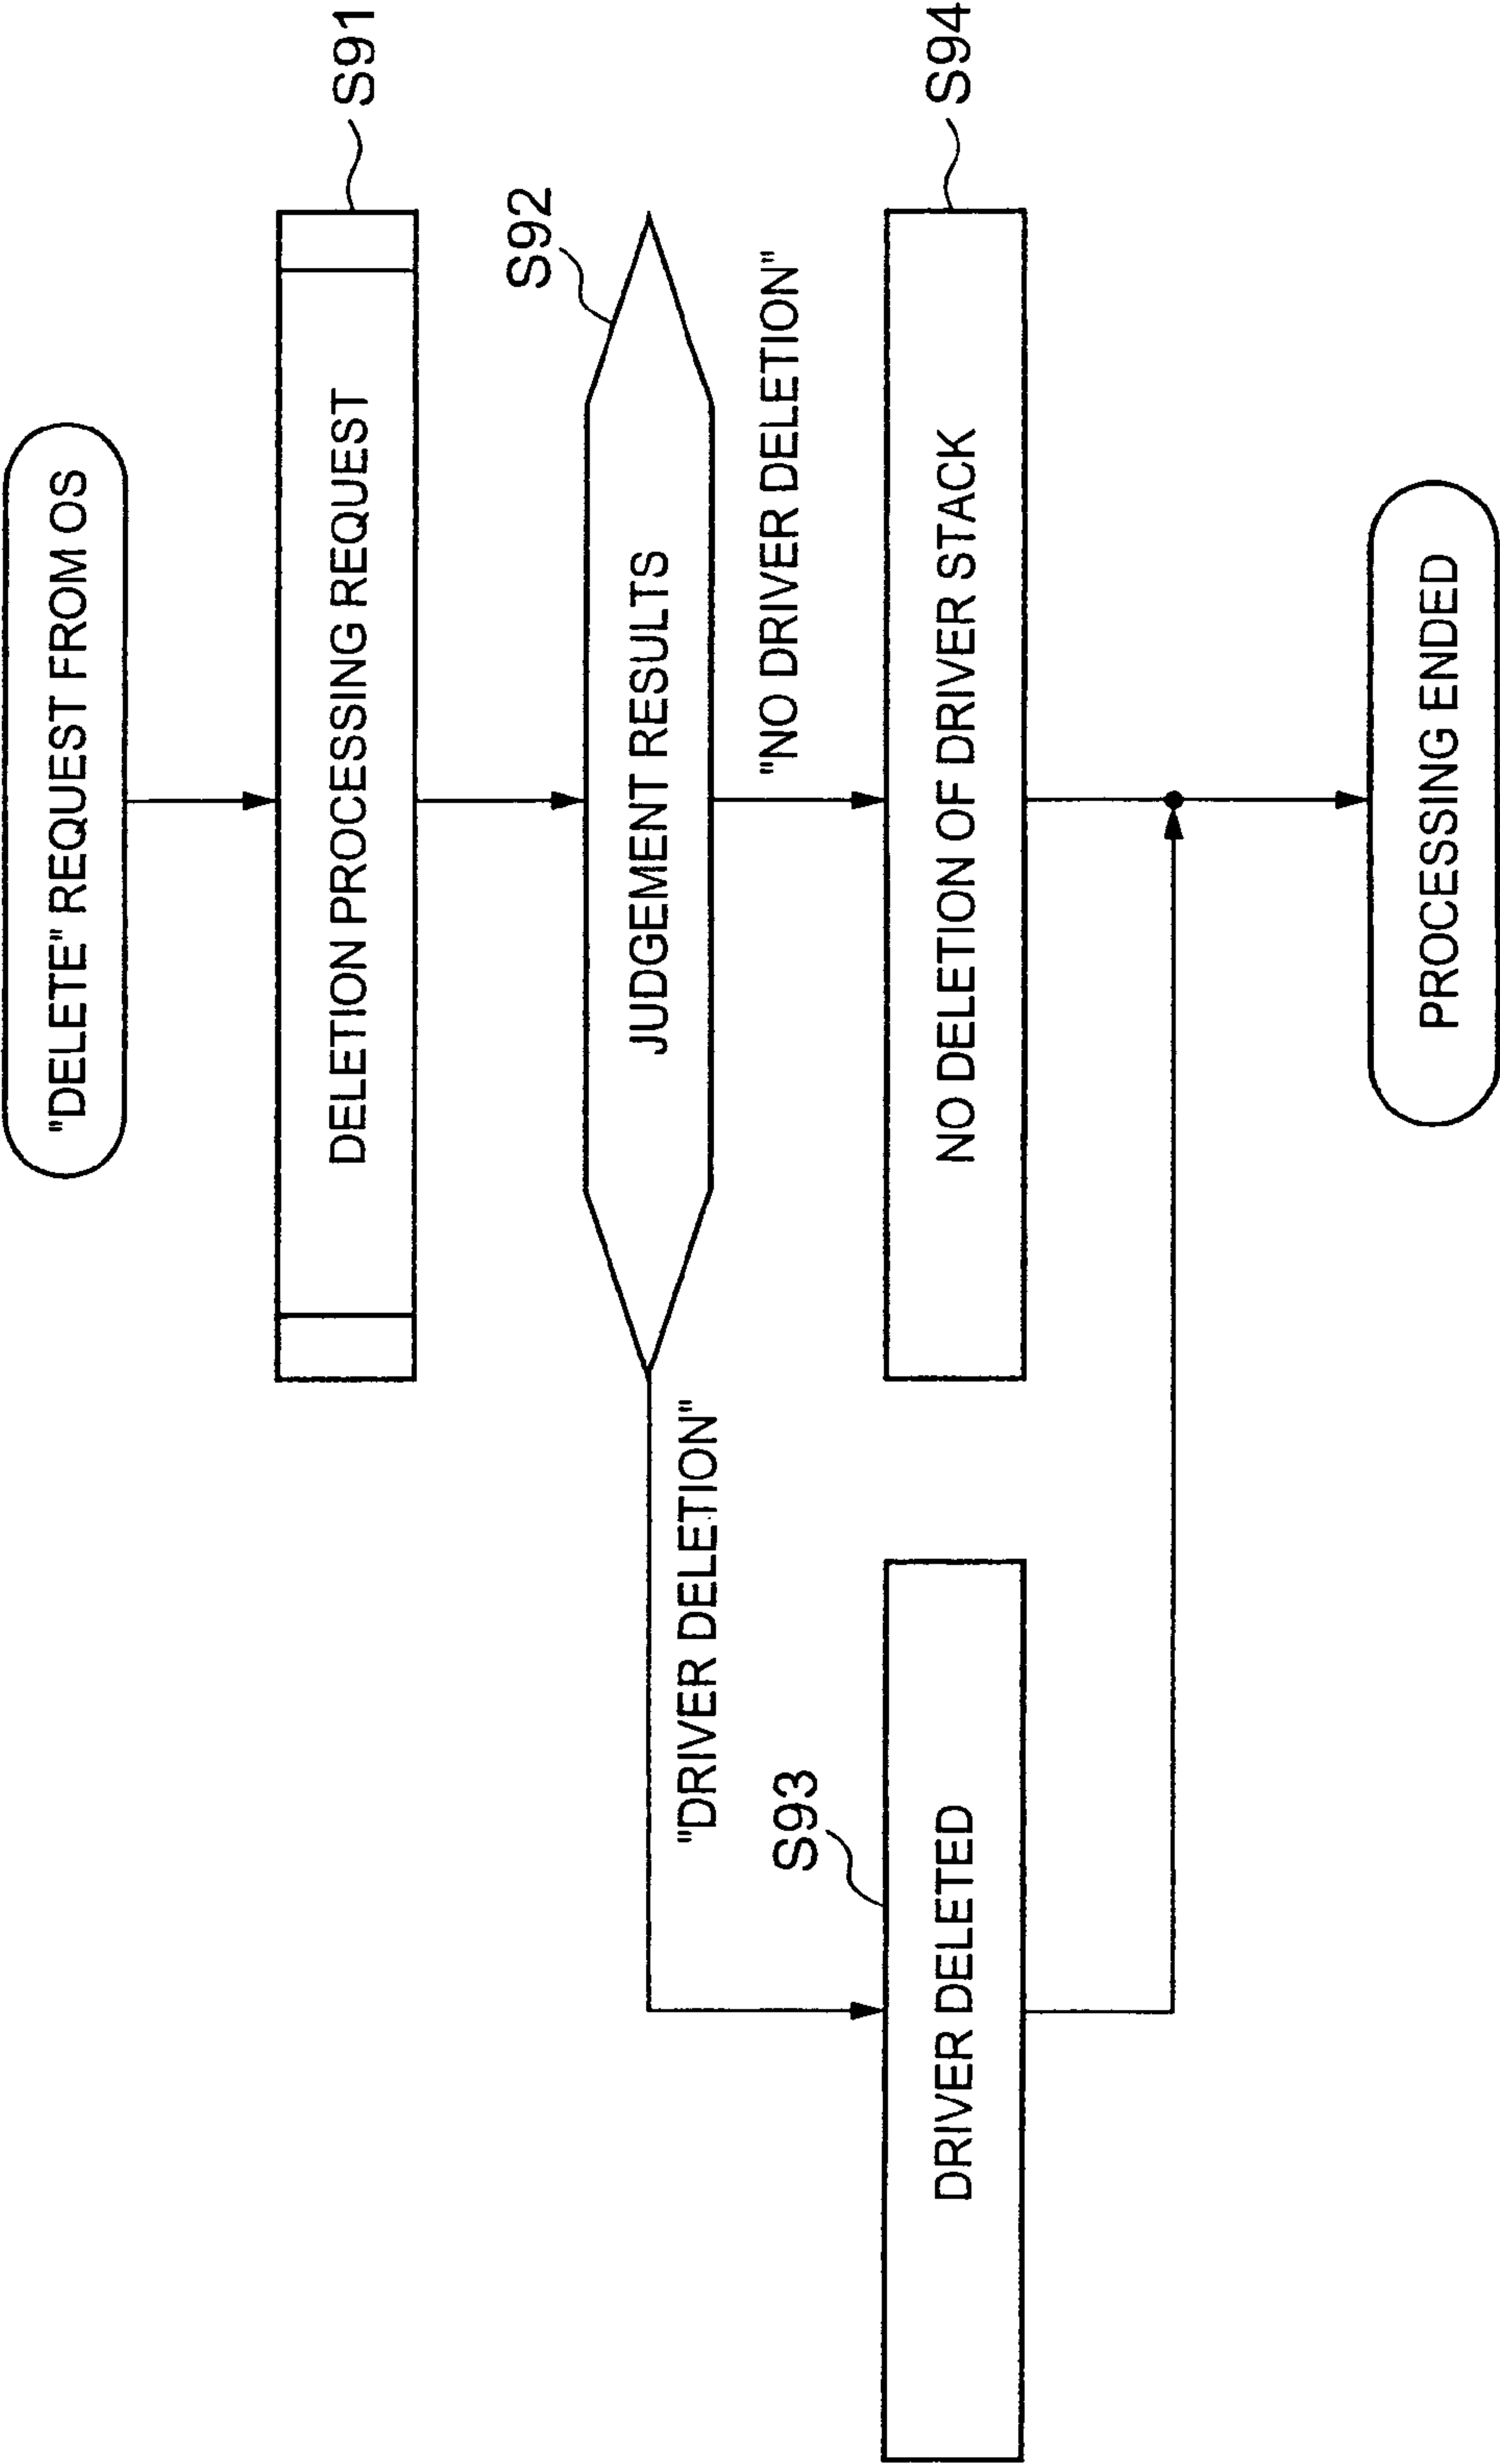 "DELETE" REQUEST FROM OS
S91
DELETION PROCESSING REQUEST
S92
JUDGEMENT RESULTS
"DRIVER DELETION"
"NO DRIVER DELETION"
S93
DRIVER DELETED
S94
NO DELETION OF DRIVER STACK
PROCESSING ENDED